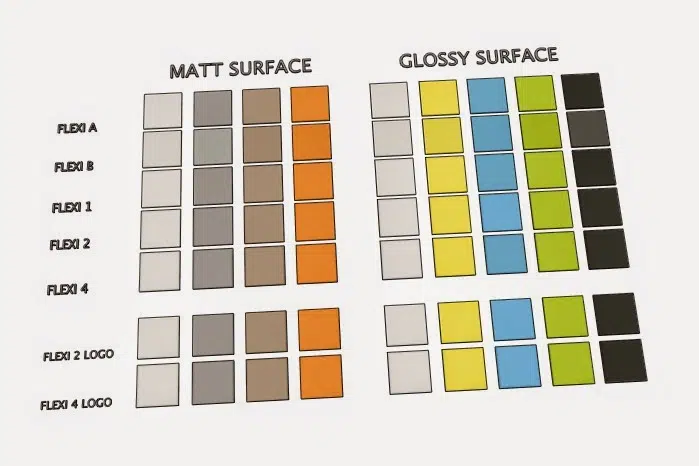 MATT SURFACE
GLOSSY SURFACE
FLEXI A
FLEXI B
FLEXI 1
FLEXI 2
FLEXI 4
FLEXI 2 LOGO
FLEXI 4 LOGO